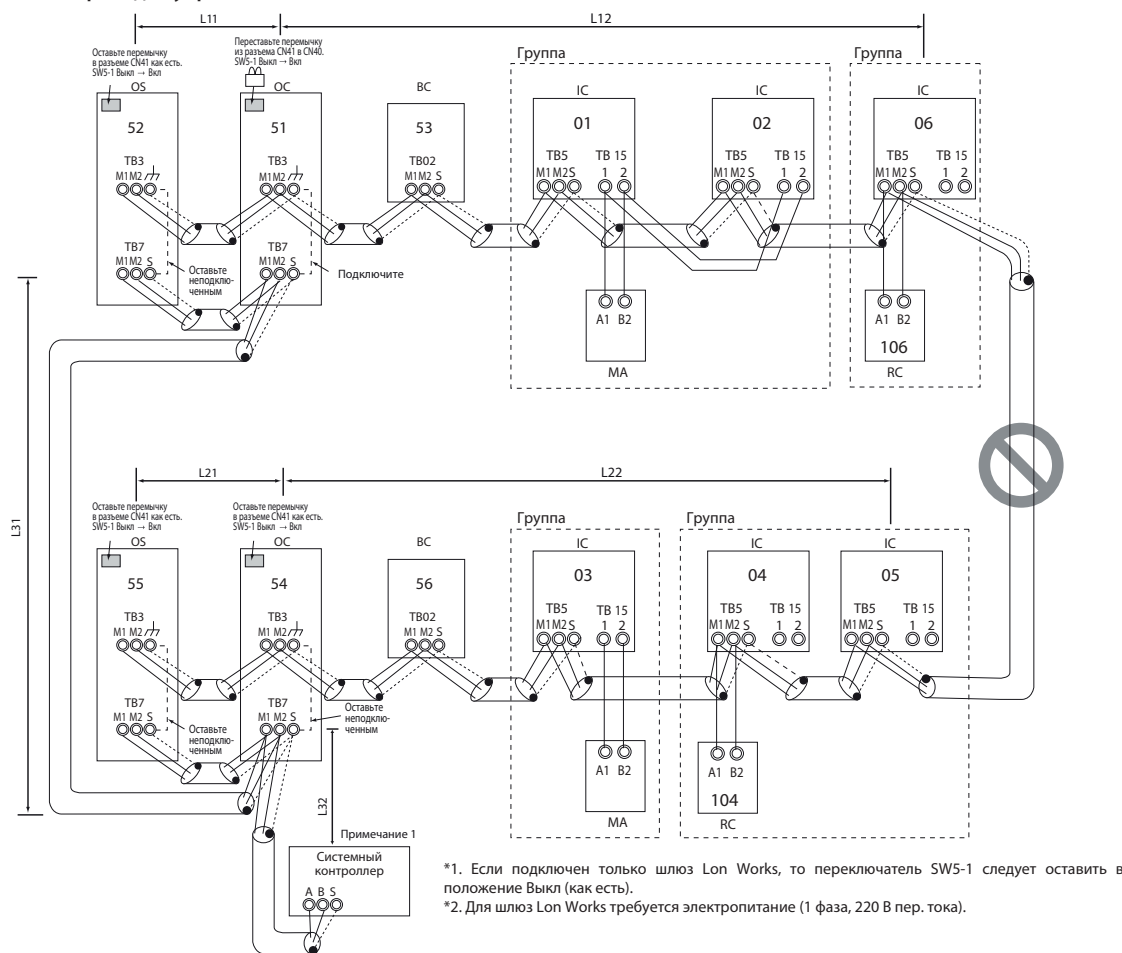 L11
L12
Оставьте перемычку
в разъеме CN41 как есть.
SW5-1 Выкл → Вкл
Переставьте перемычку
из разъема CN41 в CN40.
SW5-1 Выкл → Вкл
Группа
Группа
OS
OC
BC
IC
IC
IC
52
51
53
01
02
06
TB3
TB3
TB02
TB5
TB 15
TB5
TB 15
TB5
TB 15
M1 M2
M1 M2
M1 M2 S
M1 M2 S
1 2
M1 M2 S
1 2
M1 M2 S
1 2
TB7
TB7
M1 M2 S
M1 M2 S
Оставьте
неподклю-
ченным
Подключите
A1 B2
MA
A1 B2
106
RC
L31
L21
L22
Оставьте перемычку
в разъеме CN41 как есть.
SW5-1 Выкл → Вкл
Оставьте перемычку
в разъеме CN41 как есть.
SW5-1 Выкл → Вкл
Группа
Группа
OS
OC
BC
IC
IC
IC
55
54
56
03
04
05
TB3
TB3
TB02
TB5
TB 15
TB5
TB 15
TB5
TB 15
M1 M2
M1 M2
M1 M2 S
M1 M2 S
1 2
M1 M2 S
1 2
M1 M2 S
1 2
TB7
TB7
M1 M2 S
M1 M2 S
Оставьте
неподклю-
ченным
Оставьте
неподклю-
ченным
A1 B2
MA
A1 B2
104
RC
L32
Примечание 1
Системный
контроллер
A B S
*1. Если подключен только шлюз Lon Works, то переключатель SW5-1 следует оставить в
положение Выкл (как есть).
*2. Для шлюз Lon Works требуется электропитание (1 фаза, 220 В пер. тока).